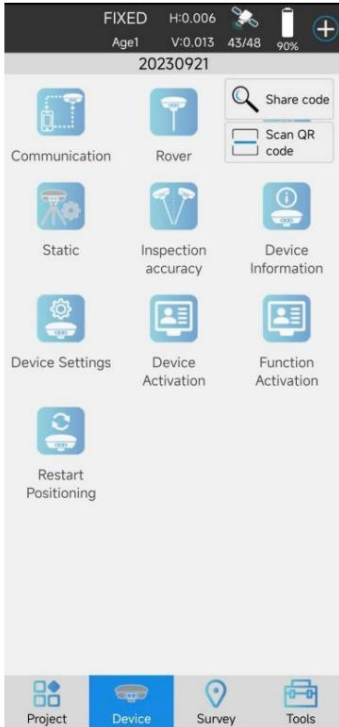 FIXED H:0.006
Age1 V:0.013 43/48 90%
20230921
Share code
Scan QR
code
Communication
Rover
Static
Inspection
accuracy
Device
Information
Device Settings
Device
Activation
Function
Activation
Restart
Positioning
Project
Device
Survey
Tools